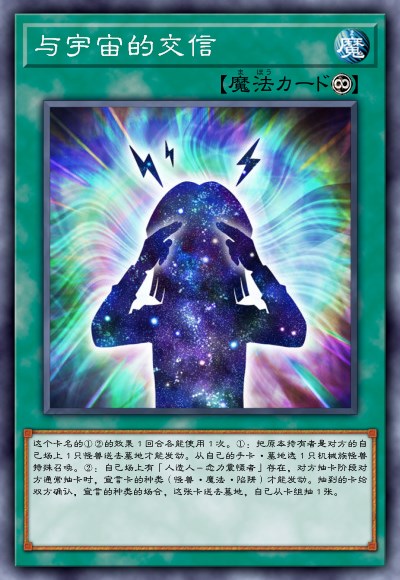 与宇宙的交信
魔
【魔法カード】
まほう
这个卡名的①②的效果1回合各能使用1次。①：把原本持有者是对方的自
己场上1只怪兽送去墓地才能发动。从自己的手卡·墓地选1只机械族怪兽
特殊召唤。②：自己场上有「人造人-念力震慑者」存在，对方抽卡阶段对
方通常抽卡时，宣言卡的种类（怪兽·魔法·陷阱）才能发动。抽到的卡给
双方确认，宣言的种类的场合，这张卡送去墓地，自己从卡组抽1张。